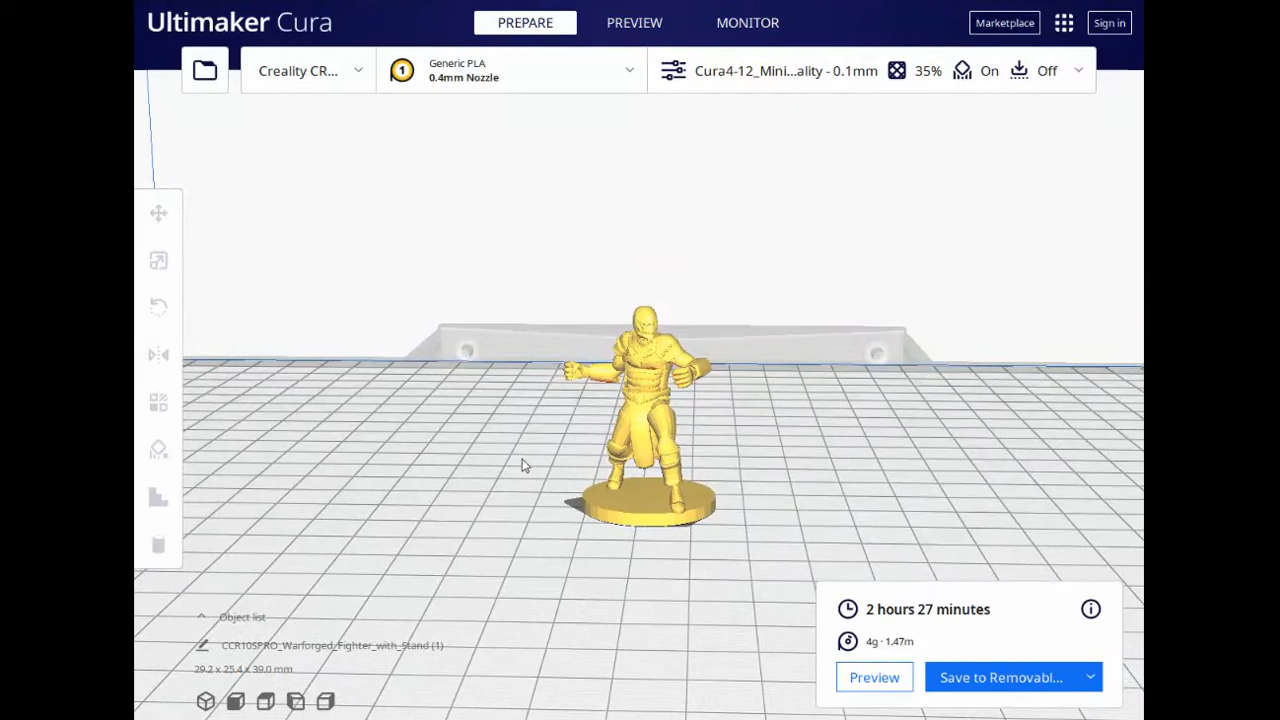 Ultimaker Cura
PREPARE
PREVIEW
MONITOR
Marketplace
Sign in
Creality CR...
1
Generic PLA
0.4mm Nozzle
Cura4-12_Mini...ality - 0.1mm
35%
On
Off
Object list
CCR10SPRO_Warforged_Fighter_with_Stand (1)
29.2 x 25.4 x 39.0 mm
2 hours 27 minutes
4g · 1.47m
Preview
Save to Removabl...